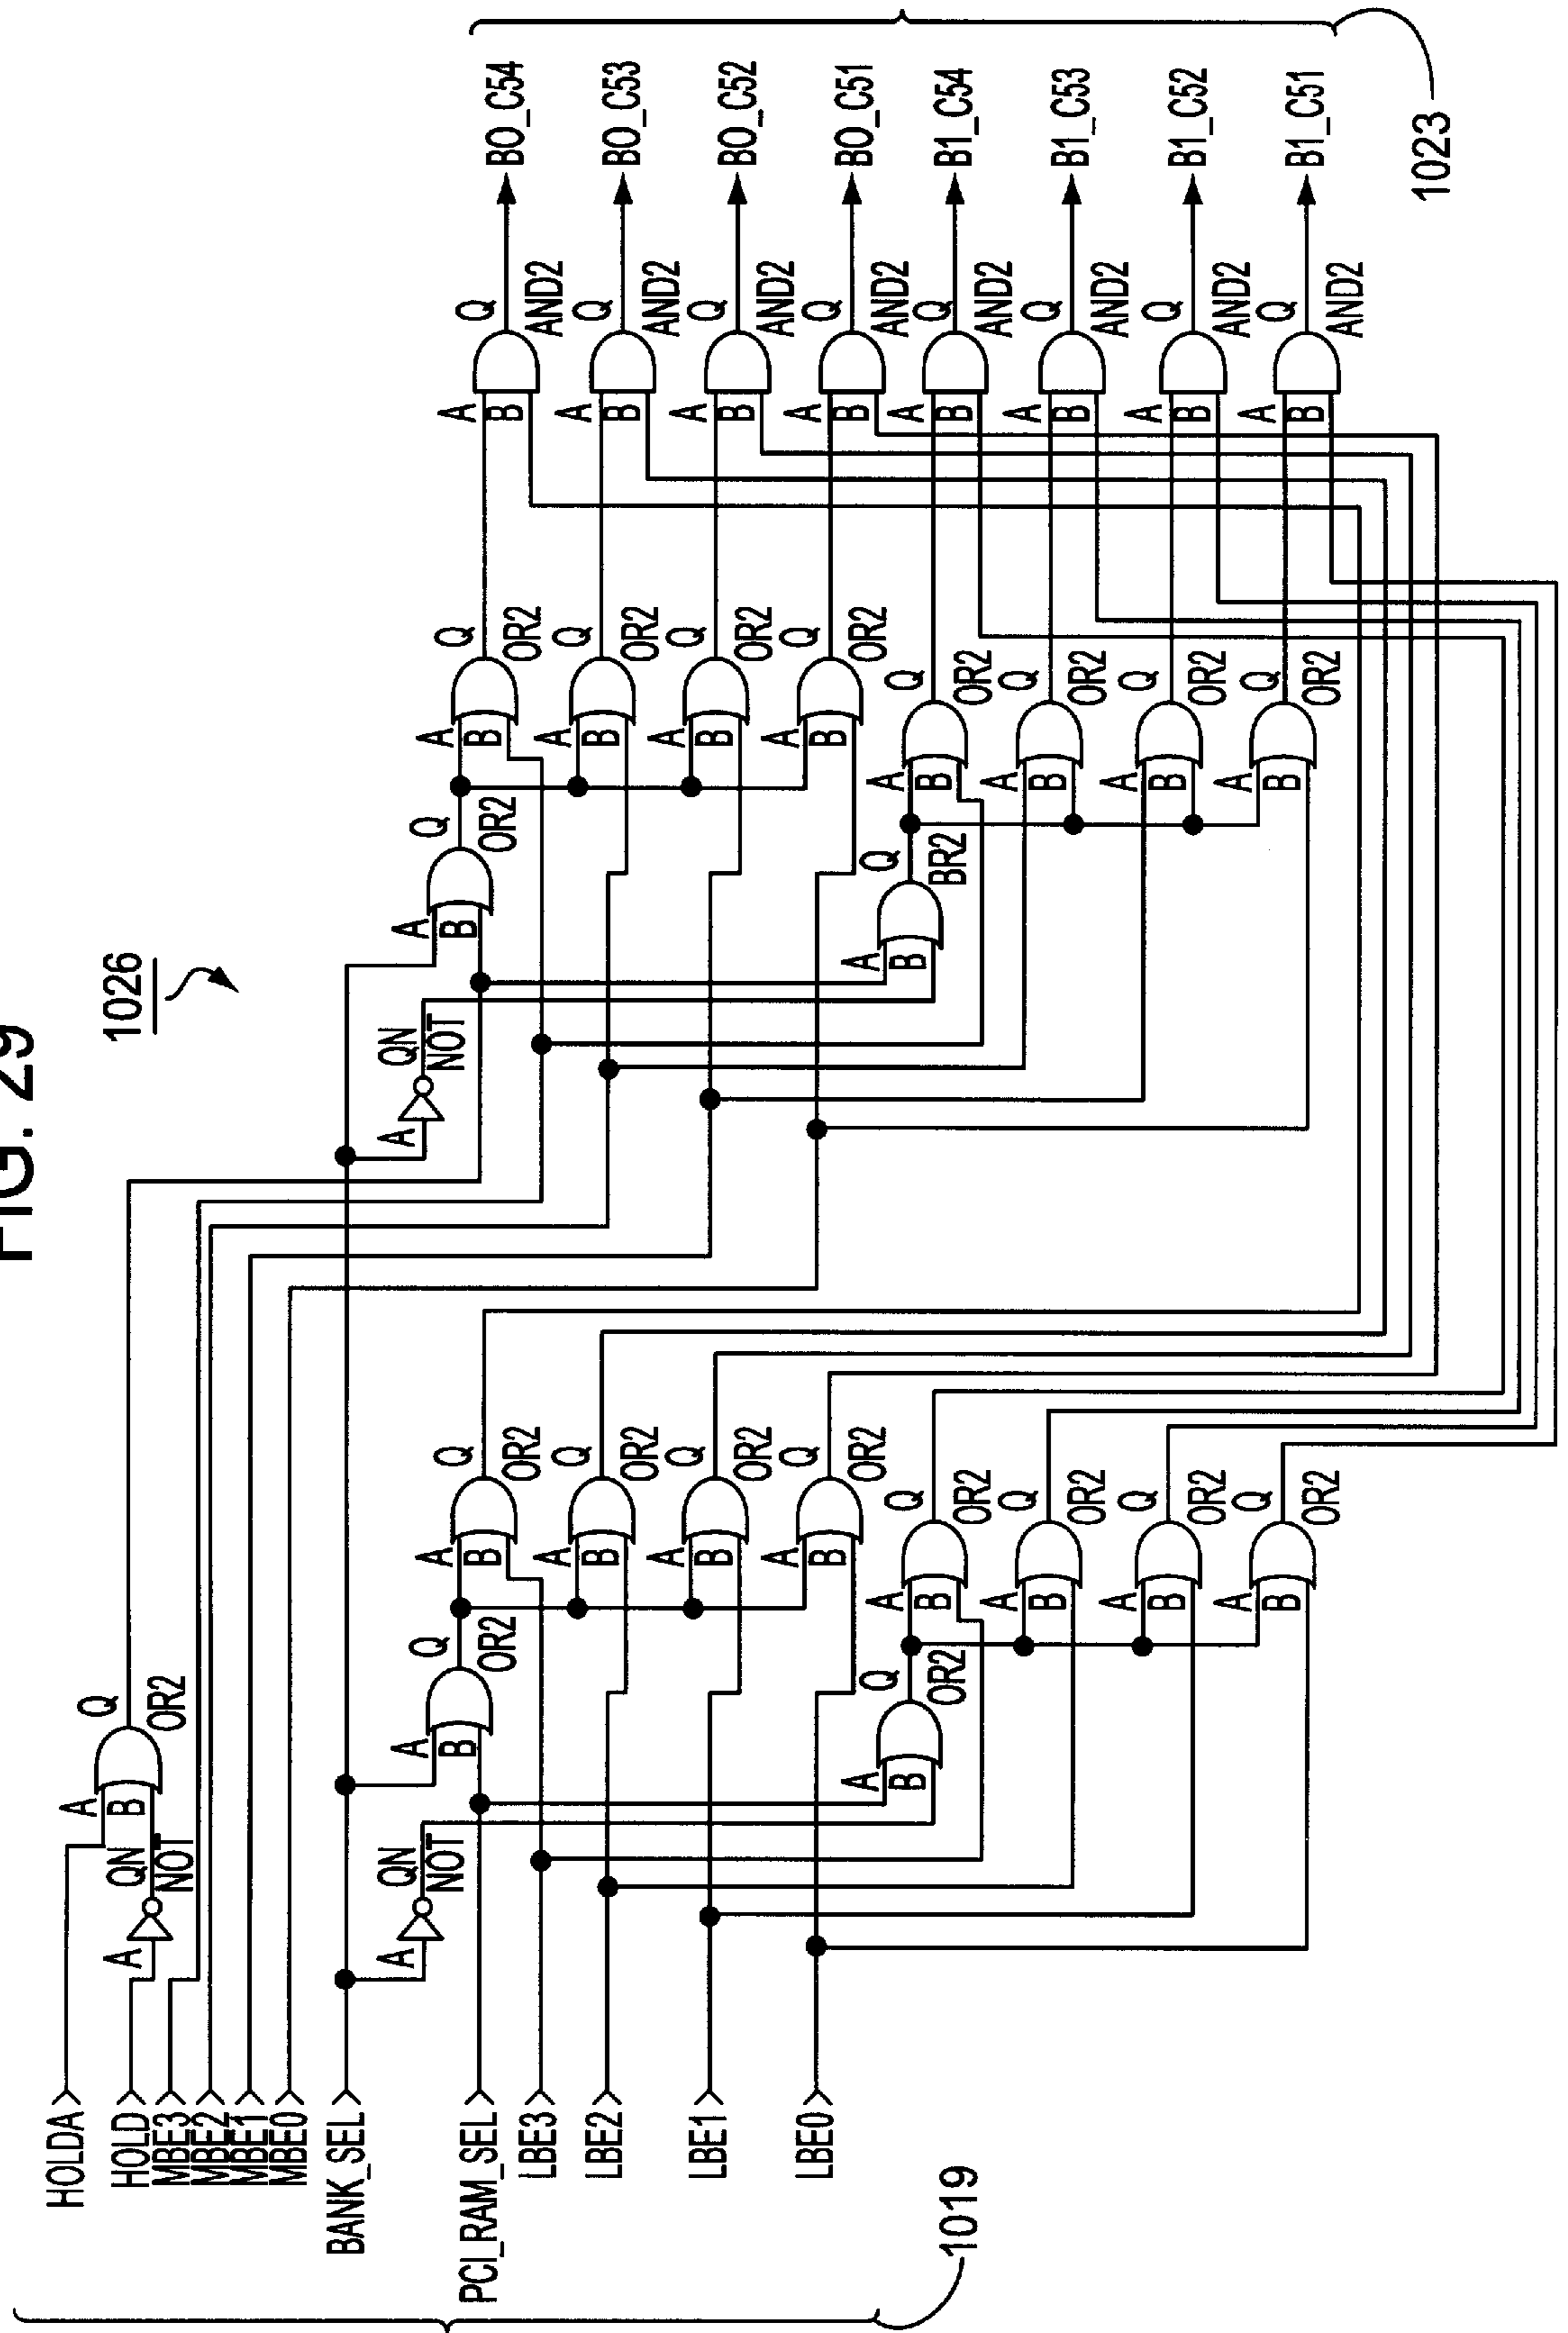 FIG. 29
1026
HOLDA
HOLD
MBE3
MBE2
MBE1
MBE0
BANK_SEL
PCI_RAM_SEL
LBE3
LBE2
LBE1
LBE0
1019
A
QN
NOT
A
B
Q
OR2
A
QN
NOT
A
B
Q
OR2
A
B
Q
OR2
A
B
Q
OR2
A
B
Q
OR2
A
B
Q
OR2
A
B
Q
OR2
A
B
Q
OR2
A
B
Q
OR2
A
B
Q
OR2
A
B
Q
OR2
A
QN
NOT
A
B
Q
OR2
A
B
Q
OR2
A
B
Q
OR2
A
B
Q
OR2
A
B
Q
OR2
A
B
Q
BR2
A
B
Q
OR2
A
B
Q
OR2
A
B
Q
OR2
A
B
Q
OR2
A
B
Q
AND2
BO_C54
A
B
Q
AND2
BO_C53
A
B
Q
AND2
BO_C52
A
B
Q
AND2
BO_C51
A
B
Q
AND2
B1_C54
A
B
Q
AND2
B1_C53
A
B
Q
AND2
B1_C52
A
B
Q
AND2
B1_C51
1023